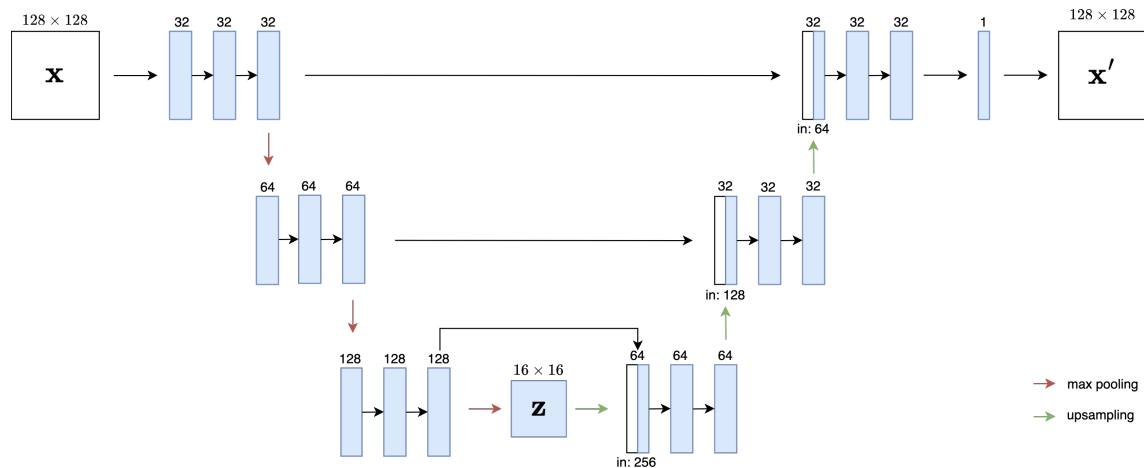 128 × 128
32 32 32
32 32 32
1
128 × 128
x
x′
in: 64
64 64 64
32 32 32
in: 128
128 128 128
16 × 16
z
64 64 64
in: 256
max pooling
upsampling